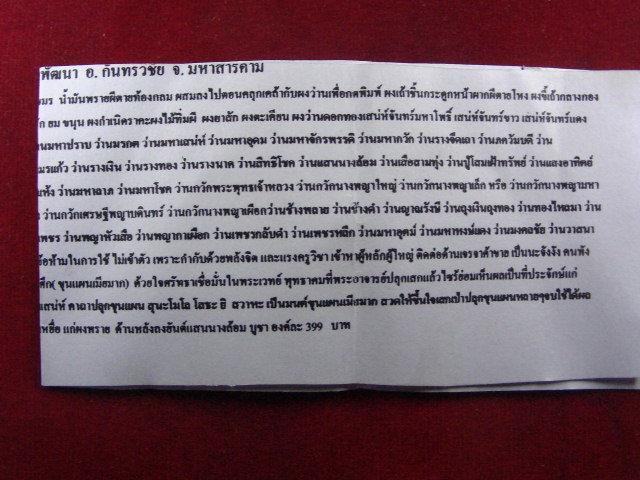 พัฒนา อ. กันทรวิชัย จ. มหาสารคาม
น้ำมันพรายผีตายท้องกลม ผสมลงไปตอนคลุกเคล้ากับผงว่านเพื่อกดพิมพ์ ผงเถ้าชิ้นกระดูกหน้าผากผีตายโหง ผงขี้เถ้ากลางกอง
ยม ขนุน ผงกำเนิดราคะผงไม้ทิ่มผี ผงยาสัก ผงตะเคียน ผงว่านดอกทองเสน่ห์จันทร์มหาโพธิ์ เสน่ห์จันทร์ขาว เสน่ห์จันทร์แดง
ว่านมหาปราบ ว่านมรกต ว่านมหาเสน่ห์ ว่านมหาอุดม ว่านมหาจักรพรรดิ ว่านมหากวัก ว่านรางจืดเถา ว่านภควัมบดี ว่าน
ว่านรางเงิน ว่านรางทอง ว่านรางนาค ว่านสิทธิโชค ว่านแสนนางล้อม ว่านเสือสามทุ่ง ว่านปู่โสมเฝ้าทรัพย์ ว่านแสงอาทิตย์
ว่านมหาลาภ ว่านมหาโชค ว่านกวักพระพุทธเจ้าหลวง ว่านกวักนางพญาใหญ่ ว่านกวักนางพญาเล็ก หรือ ว่านกวักนางพญามหา
ว่านกวักเศรษฐีพญาบดินทร์ ว่านกวักนางพญาเผือก ว่านช้างพลาย ว่านข้างดำ ว่านญาณรังษี ว่านถุงเงินถุงทอง ว่านทองไหลมา ว่าน
เพชร ว่านพญาหัวเสือ ว่านพญากาเผือก ว่านเพชรกลับดำ ว่านเพชรหลีก ว่านมหาอุตม์ ว่านมหาหงษ์แดง ว่านมงคลชัย ว่านวาสนา
ข้อห้ามในการใช้ ไม่เข้าตัว เพราะกำกับด้วยพลังจิต และแรงครูวิชา เข้าหาผู้หลักผู้ใหญ่ ติดต่อด้านเจรจาค้าขาย เป็นนะจังงัง คนฟัง
(ขุนแผนเมียมาก) ด้วยใจศรัทธาเชื่อมั่นในพระเวทย์ พุทธาคมที่พระอาจารย์ปลุกเสกแล้วไซร้ย่อมเห็นผลเป็นที่ประจักษ์แก่
เสน่ห์ คาถาปลุกขุนแผน สุนะโมโล โสธะ ยิ สวาหะ เป็นมนต์ขุนแผนเมียมาก สวดให้ขึ้นใจเสกเป่าปลุกขุนแผนหลายๆจบใช้ได้ผล
เหยื่อ แก่ผงพราย ด้านหลังลงยันต์แสนนางล้อม บูชา องค์ละ 399 บาท